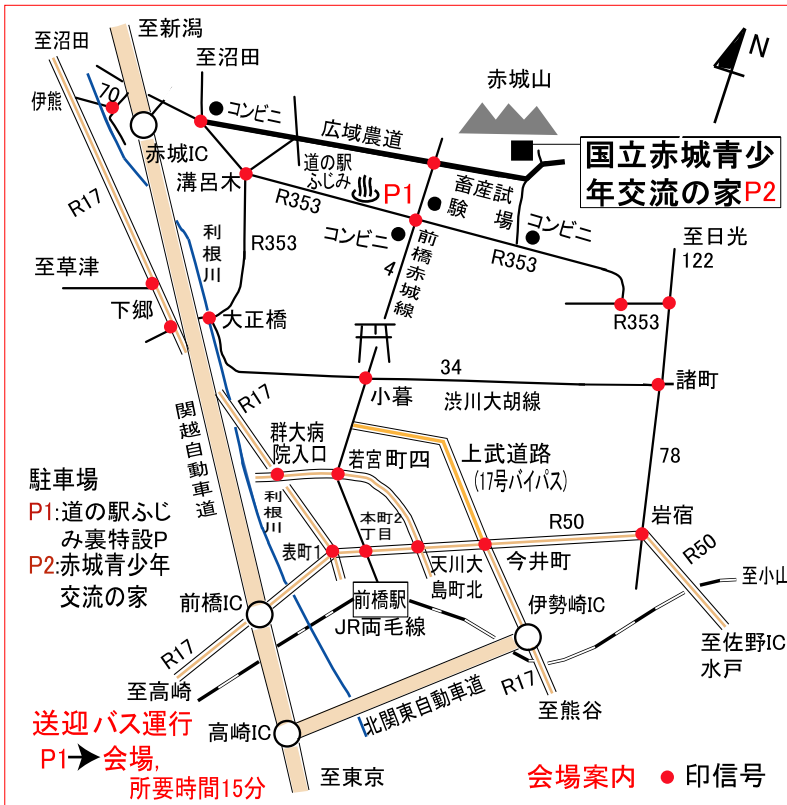 至新潟
至沼田
至沼田
N
赤城山
70
伊熊
コンビニ
コンビニ
広域農道
赤城IC
道の駅
ふじみ
P1
溝呂木
国立赤城青少
年交流の家P2
畜産試
験場
R17
R353
利根川
R353
コンビニ
コンビニ
R353
前橋赤城線
4
至日光
122
至草津
下郷
大正橋
R353
34
小暮
渋川大胡線
諸町
R17
関越自動車道
群大病
院入口
若宮町四
上武道路
(17号バイパス)
78
駐車場
P1:道の駅ふじ
み裏特設P
P2:赤城青少年
交流の家
利根川
本町2
丁目
表町1
R50
岩宿
天川大
島町北
今井町
R50
前橋IC
前橋駅
JR両毛線
伊勢崎IC
至小山
R17
至高崎
至佐野IC
水戸
R17
至熊谷
北関東自動車道
高崎IC
送迎バス運行
P1→会場,
所要時間15分
至東京
会場案内 ●印信号